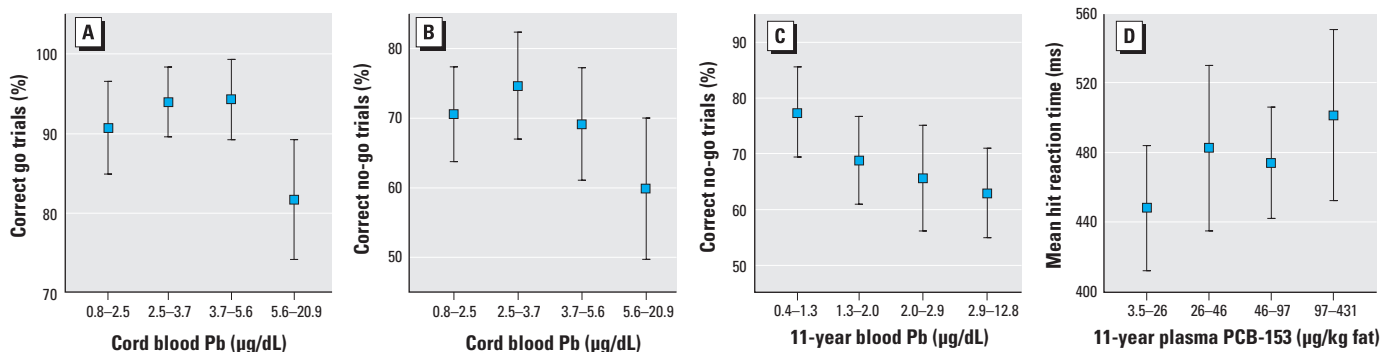 A
Correct go trials (%)
100
90
80
70
0.8–2.5 2.5–3.7 3.7–5.6 5.6–20.9
Cord blood Pb (µg/dL)
B
Correct no-go trials (%)
80
70
60
50
0.8–2.5 2.5–3.7 3.7–5.6 5.6–20.9
Cord blood Pb (µg/dL)
C
Correct no-go trials (%)
90
80
70
60
50
0.4–1.3 1.3–2.0 2.0–2.9 2.9–12.8
11-year blood Pb (µg/dL)
D
Mean hit reaction time (ms)
560
520
480
440
400
3.5–26 26–46 46–97 97–431
11-year plasma PCB-153 (µg/kg fat)